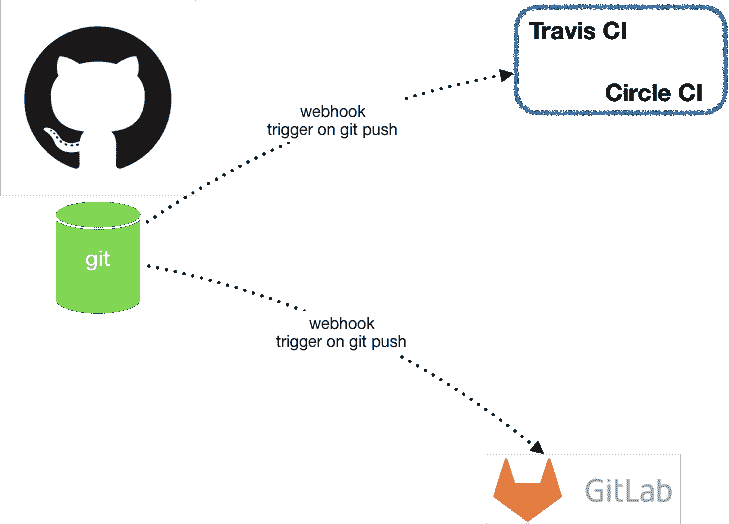 Travis CI
Circle CI
webhook
trigger on git push
git
webhook
trigger on git push
GitLab